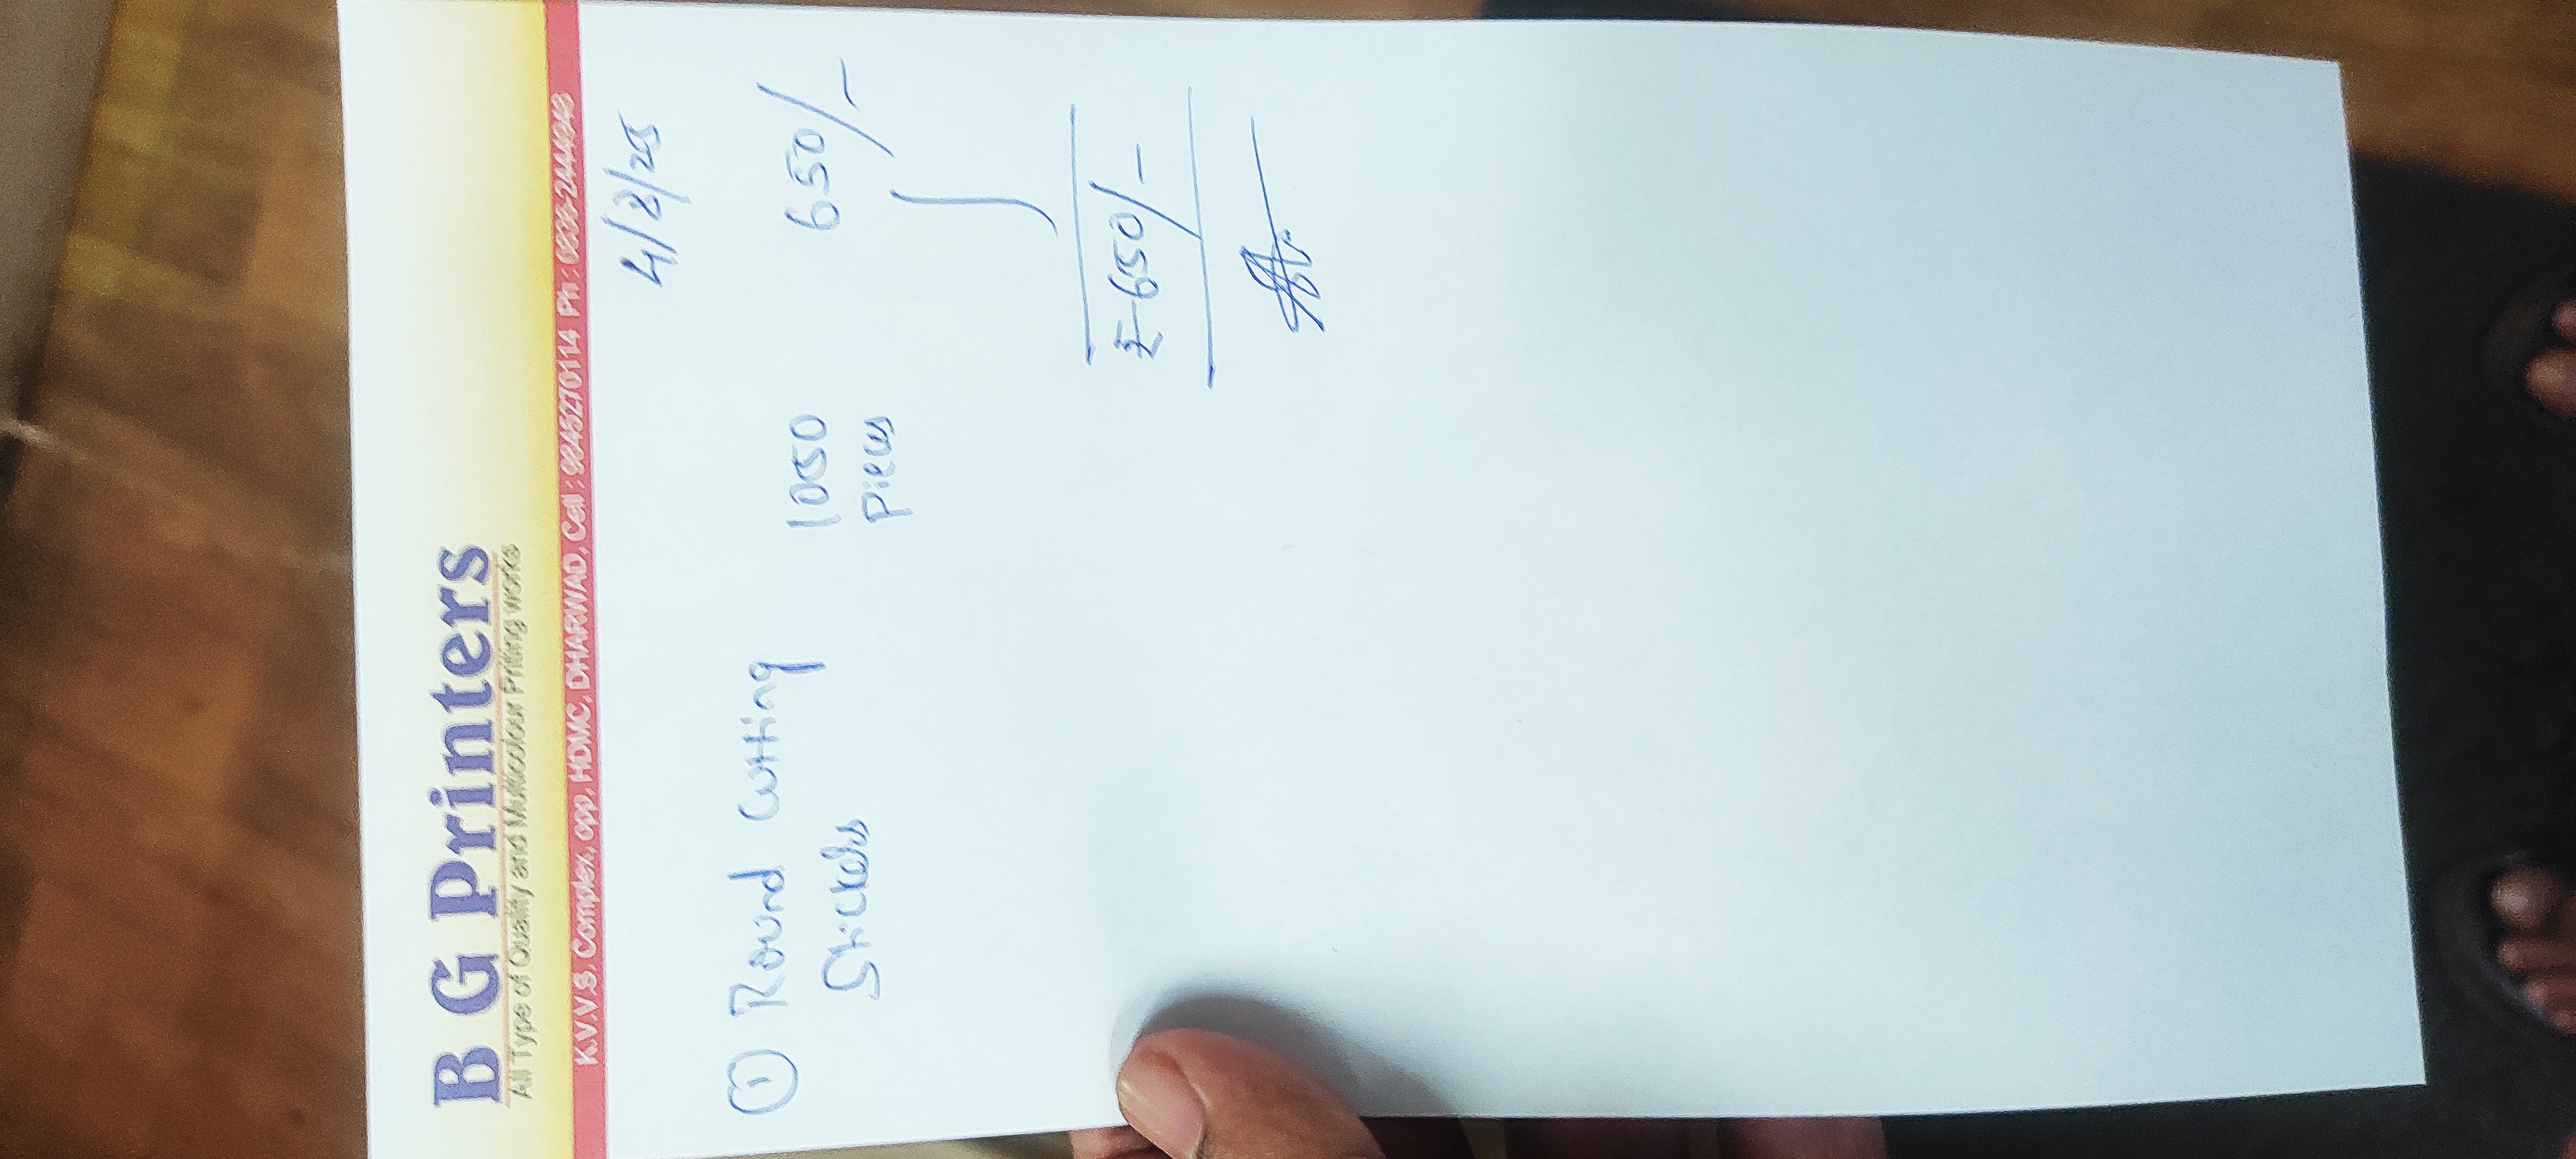 B G Printers
All Type of Quality and Multicolour Priting works
K.V.V.S. Complex, opp. HDMC, DHARWAD, Cell : 9845270114 Ph : 0836-2444943
4/8/25
① Round Cutting
Stickers
1050
pieces
650/-
₹650/-